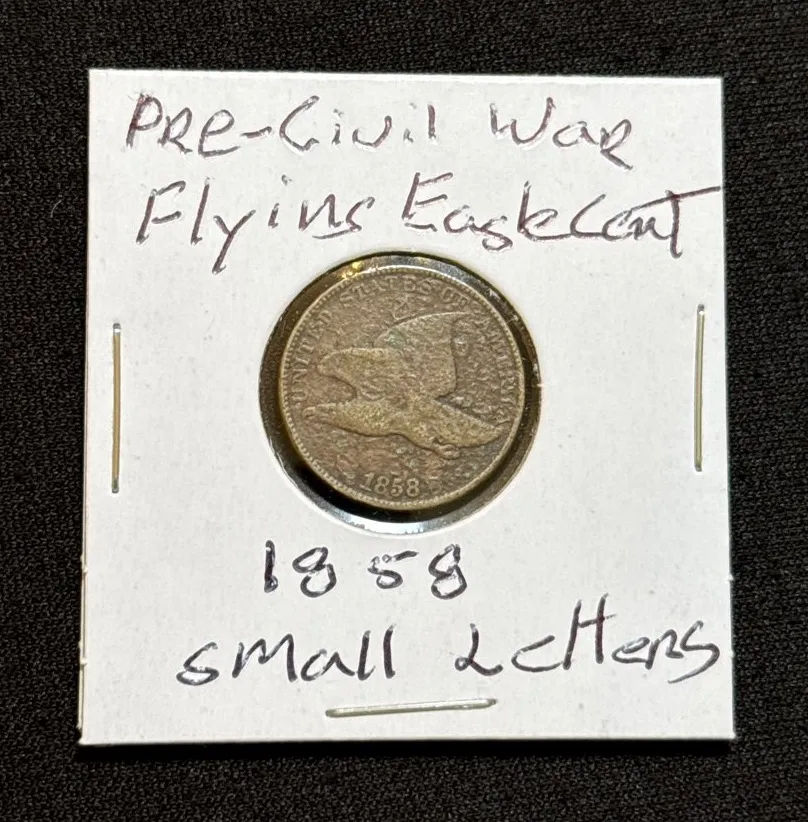 PRe-Civil War
Flying Eagle Cent
UNITED STATES OF AMERICA
1858
1858
small Letters